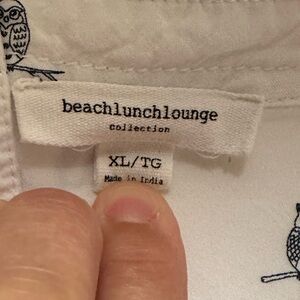 beachlunchlounge
collection
XL/TG
Made in India